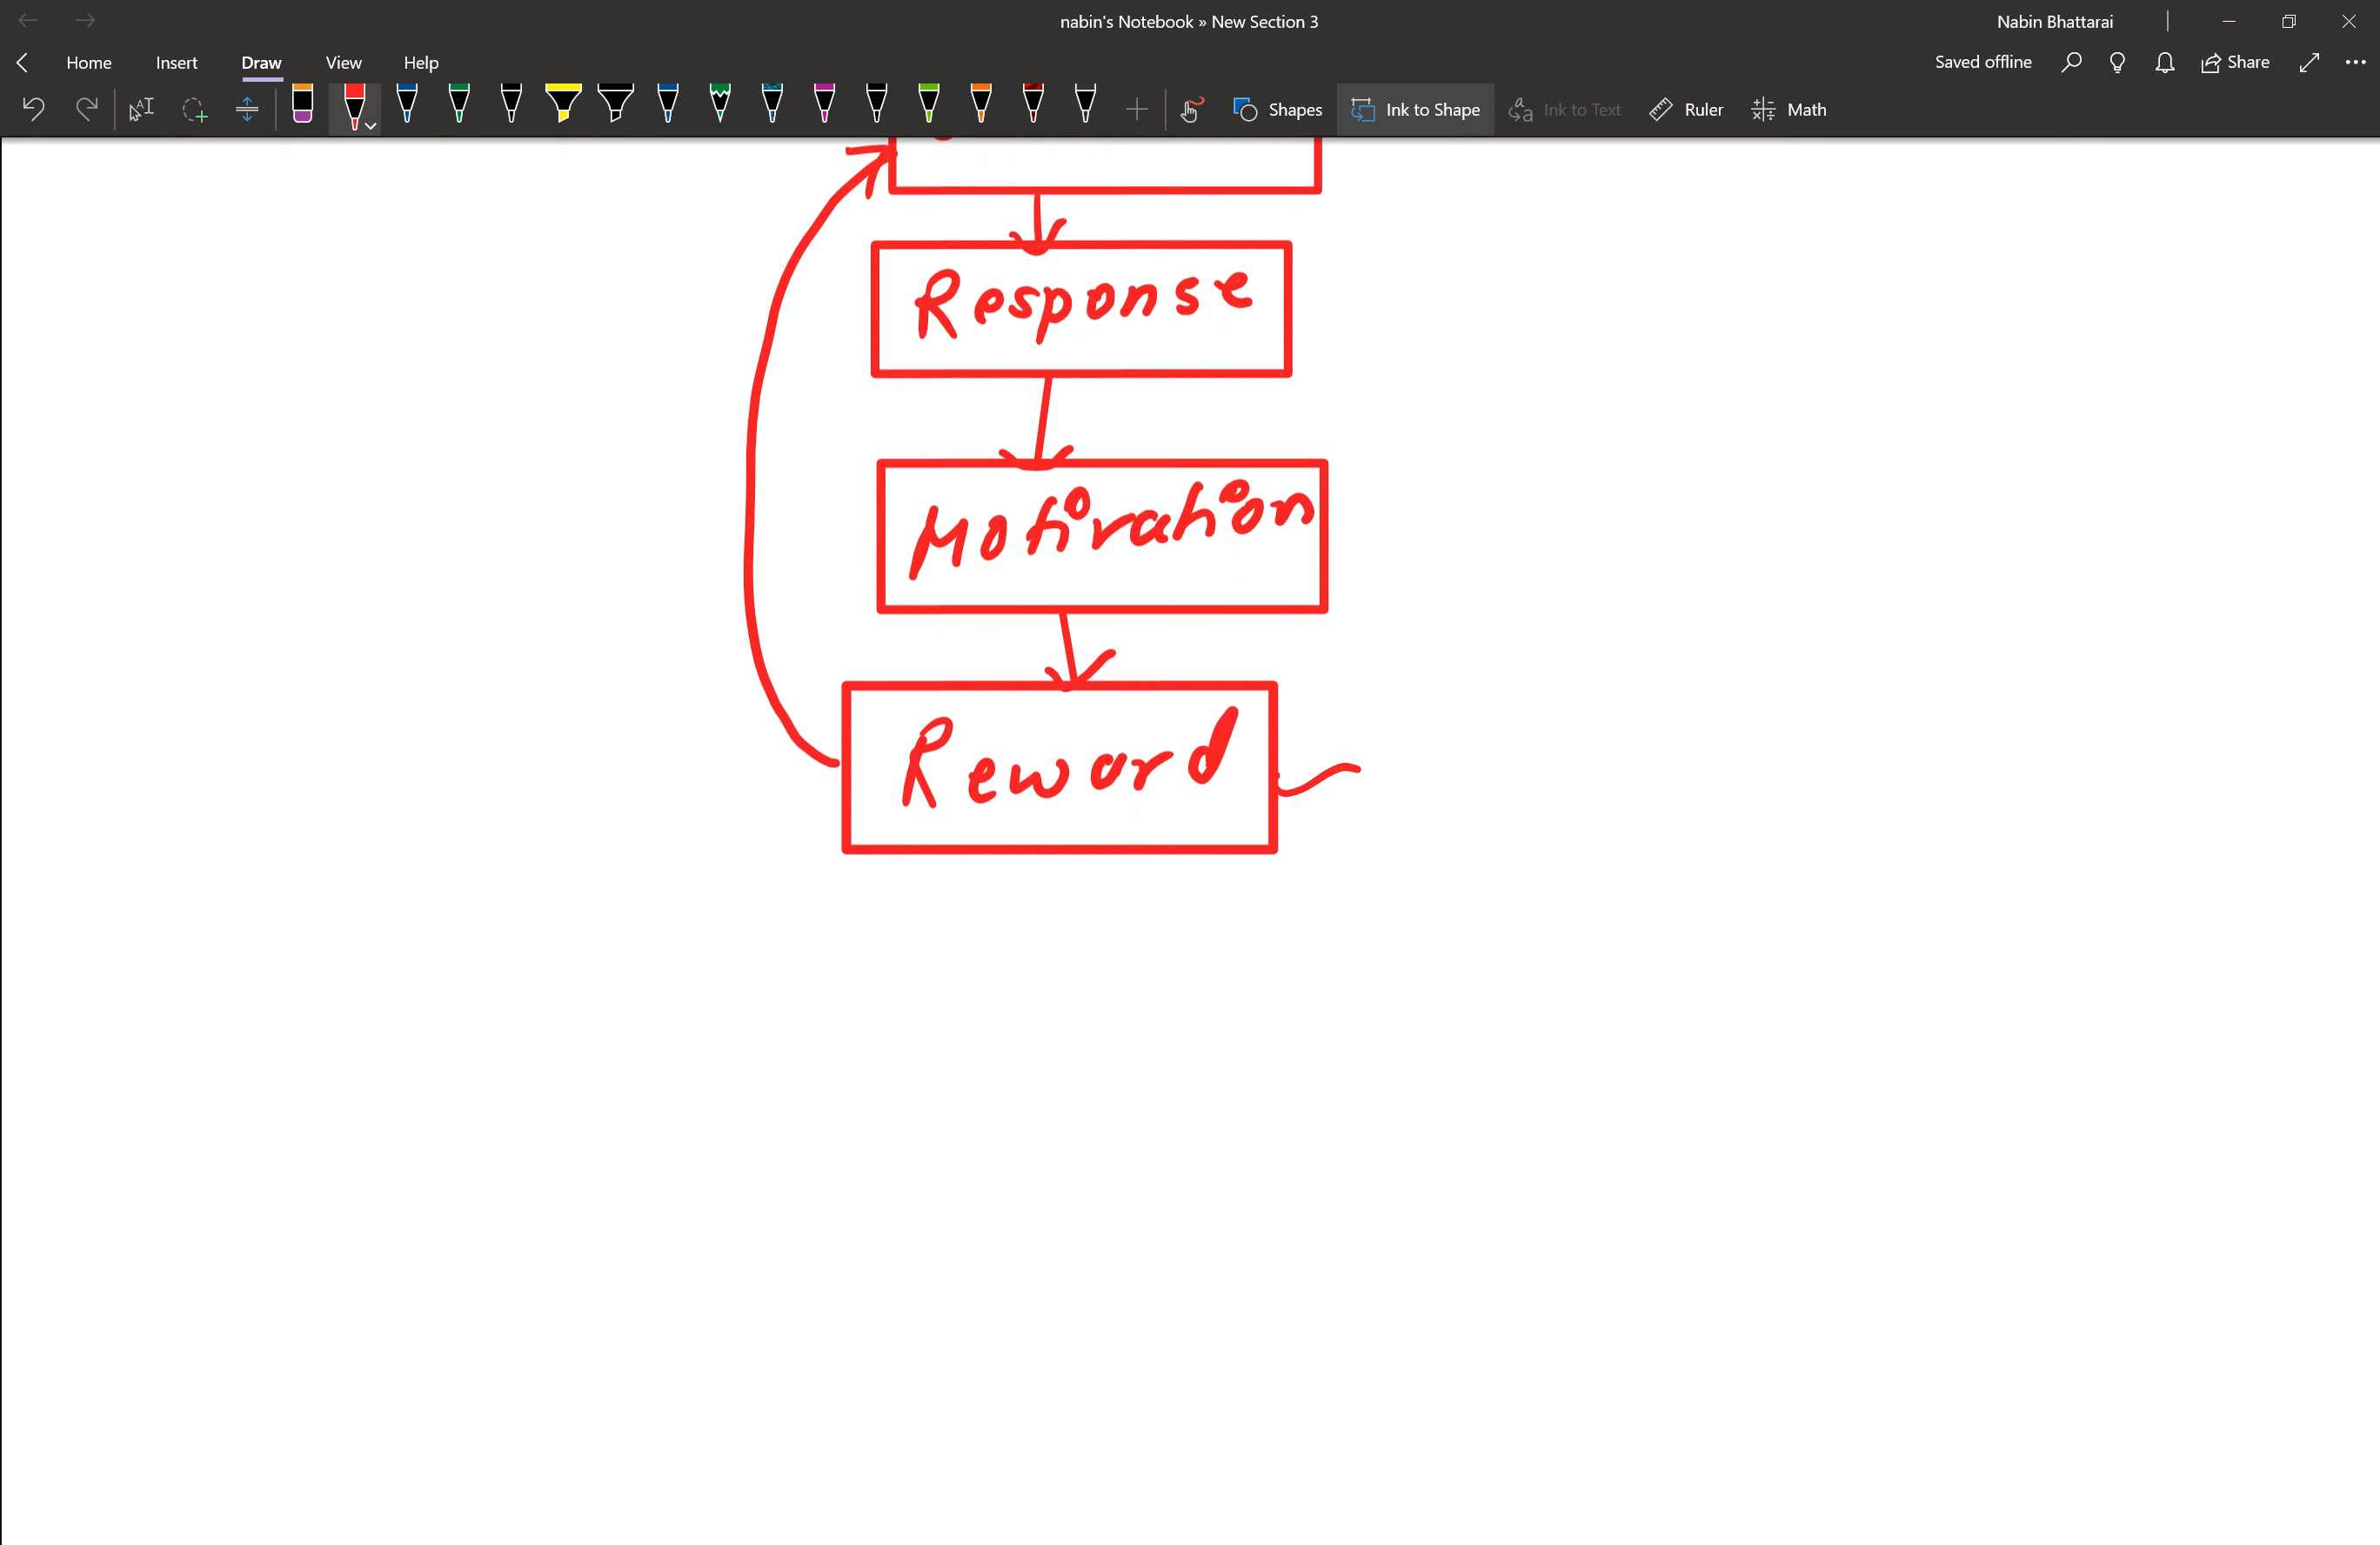 nabin's Notebook » New Section 3
Nabin Bhattarai
Home Insert Draw View Help
Saved offline
Share
Shapes
Ink to Shape
Ink to Text
Ruler
Math
Response
Motivation
Reward